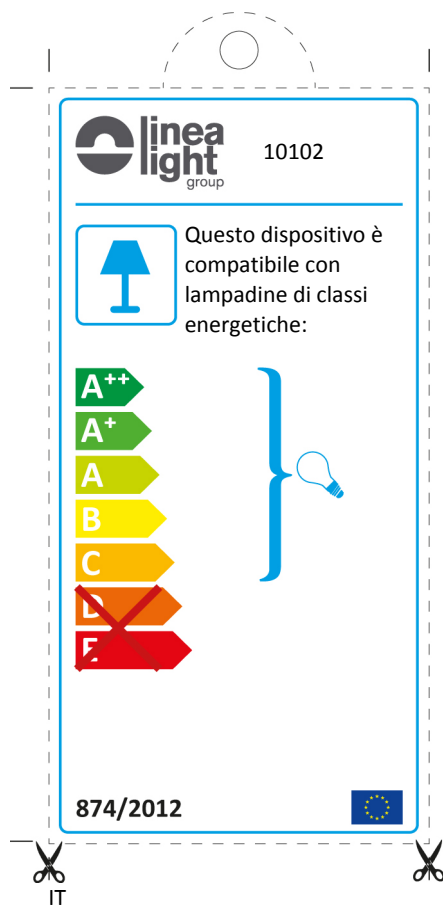 linea
light
group
10102
Questo dispositivo è
compatibile con
lampadine di classi
energetiche:
A++
A+
A
B
C
D
E
874/2012
IT